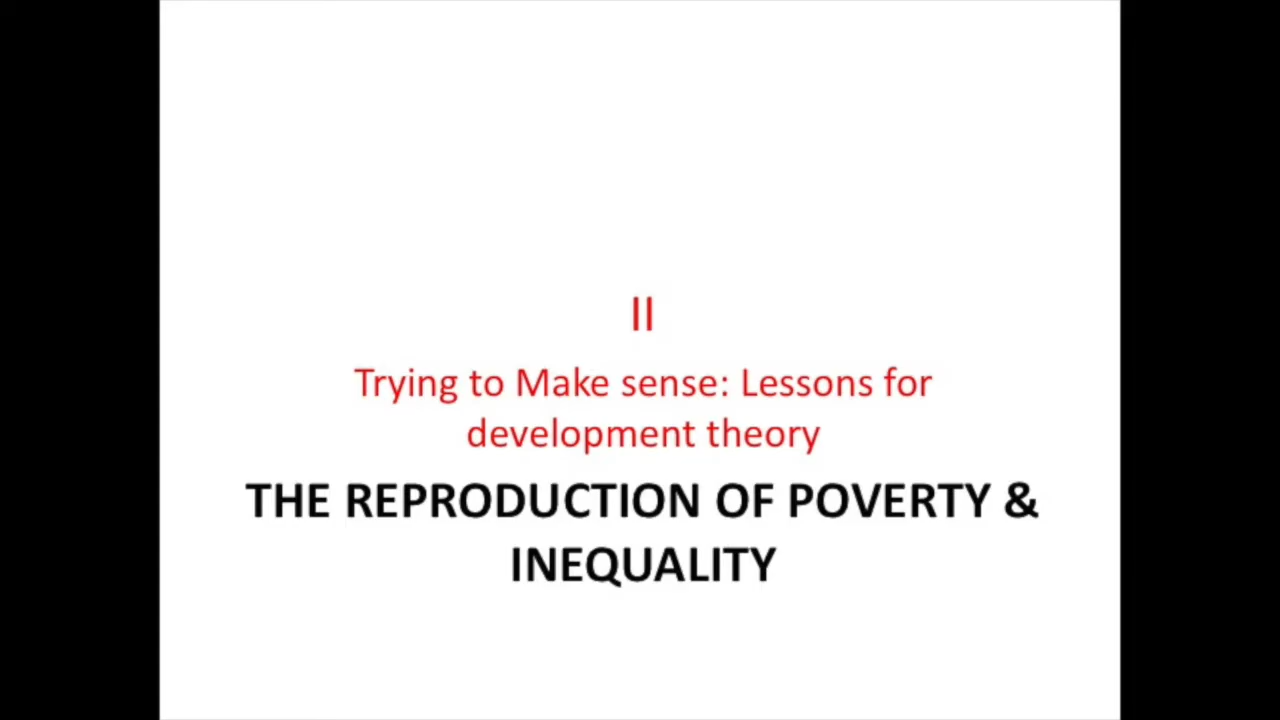 II
Trying to Make sense: Lessons for
development theory
THE REPRODUCTION OF POVERTY &
INEQUALITY